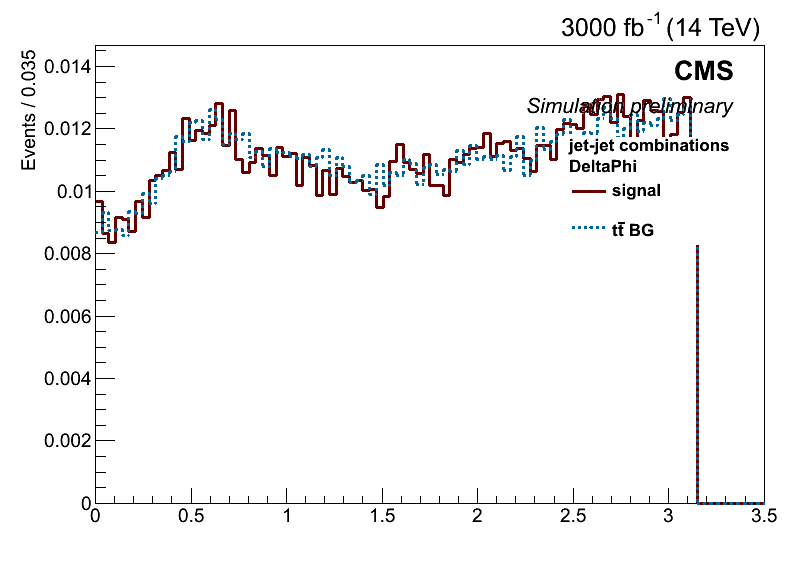 3000 fb⁻¹ (14 TeV)
Events / 0.035
CMS
Simulation preliminary
jet-jet combinations
DeltaPhi
signal
tt̄ BG
0.014
0.012
0.01
0.008
0.006
0.004
0.002
0
0 0.5 1 1.5 2 2.5 3 3.5